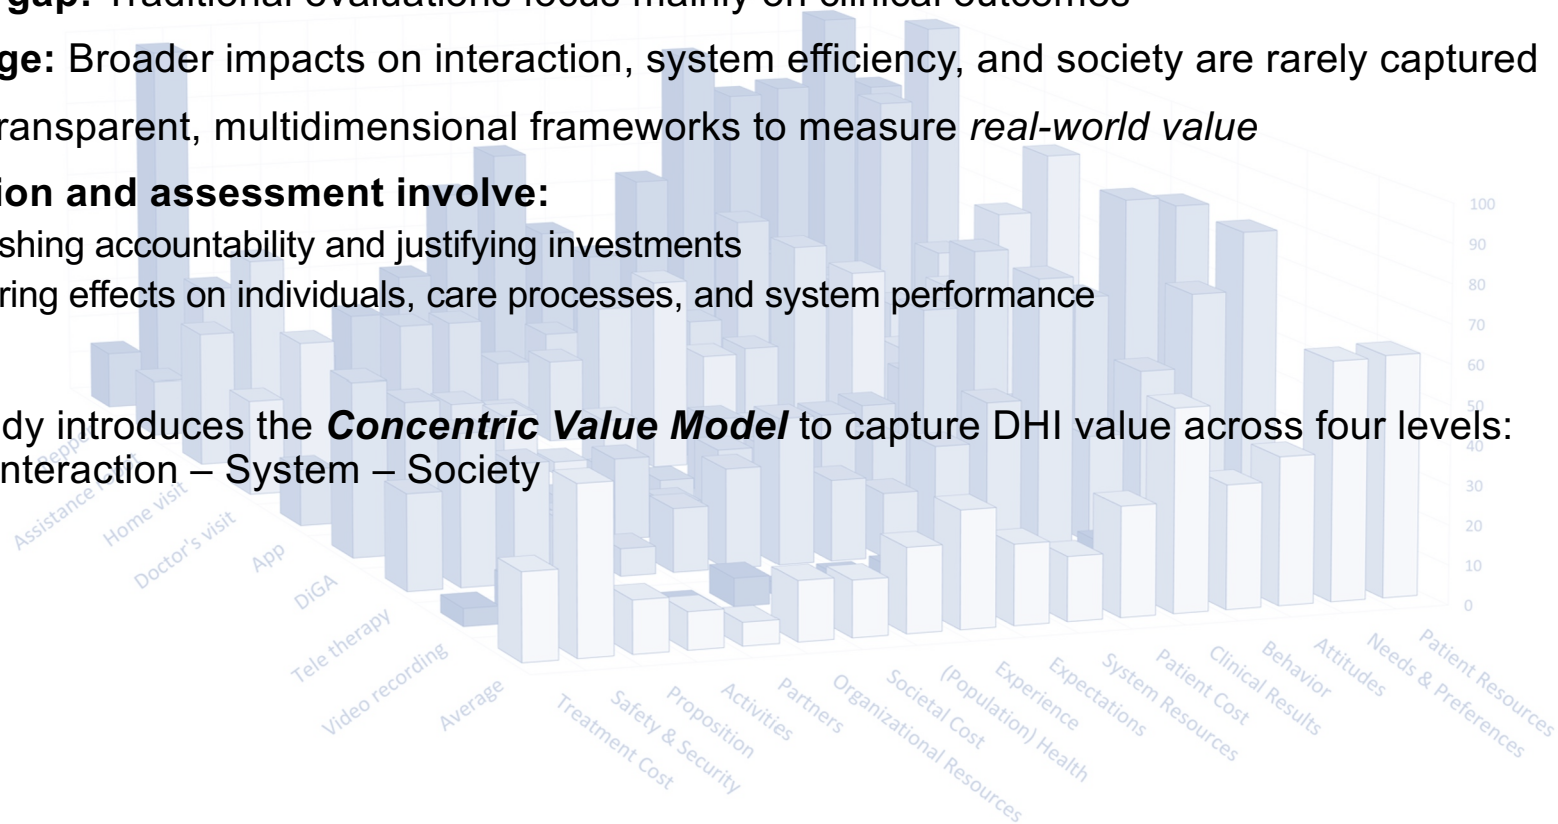 gap: Traditional evaluations focus mainly on clinical outcomes
ge: Broader impacts on interaction, system efficiency, and society are rarely captured
ransparent, multidimensional frameworks to measure real-world value
ion and assessment involve:
shing accountability and justifying investments
ring effects on individuals, care processes, and system performance
dy introduces the Concentric Value Model to capture DHI value across four levels:
nteraction – System – Society
100
90
80
70
60
50
40
30
20
10
0
Pepper
Assistance
Home visit
Doctor's visit
App
DiGA
Tele therapy
Video recording
Average
Treatment Cost
Safety & Security
Proposition
Activities
Partners
Organizational Resources
Societal Cost
(Population) Health
Experience
Expectations
System Resources
Patient Cost
Clinical Results
Behavior
Attitudes
Needs & Preferences
Patient Resources